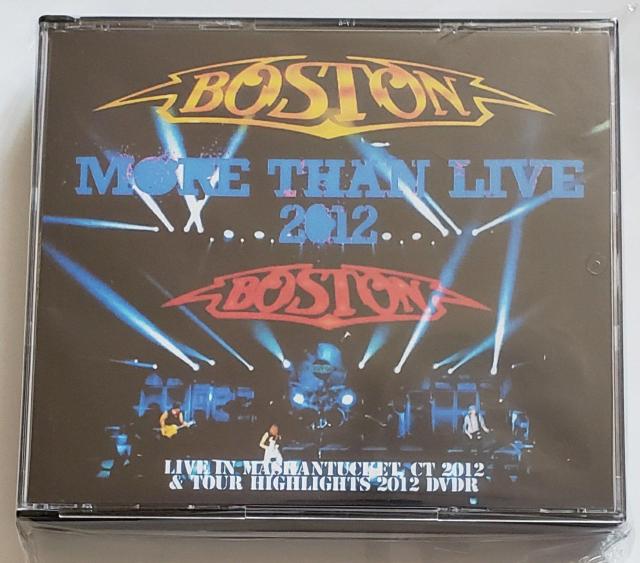 BOSTON
MORE THAN LIVE
2012
BOSTON
LIVE IN MASHANTUCKET, CT 2012
& TOUR HIGHLIGHTS 2012 DVDR